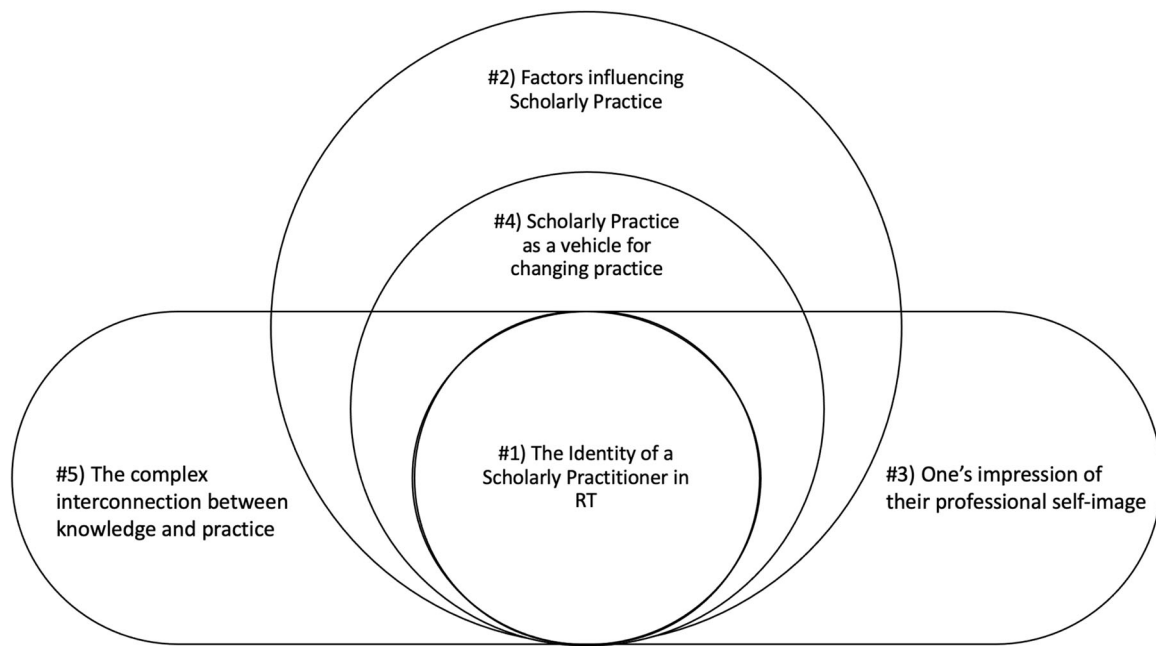 #2) Factors influencing
Scholarly Practice
#4) Scholarly Practice
as a vehicle for
changing practice
#1) The Identity of a
Scholarly Practitioner in
RT
#5) The complex
interconnection between
knowledge and practice
#3) One’s impression of
their professional self-image